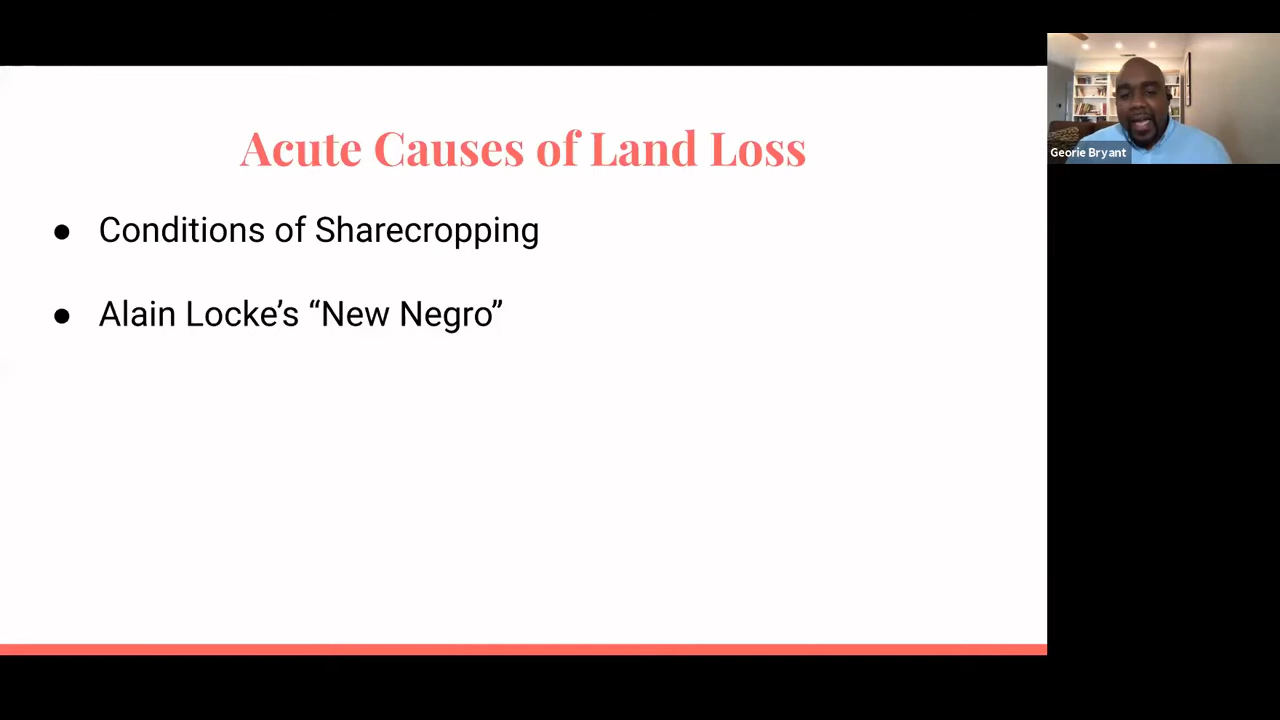 Acute Causes of Land Loss
● Conditions of Sharecropping
● Alain Locke’s “New Negro”
Georie Bryant